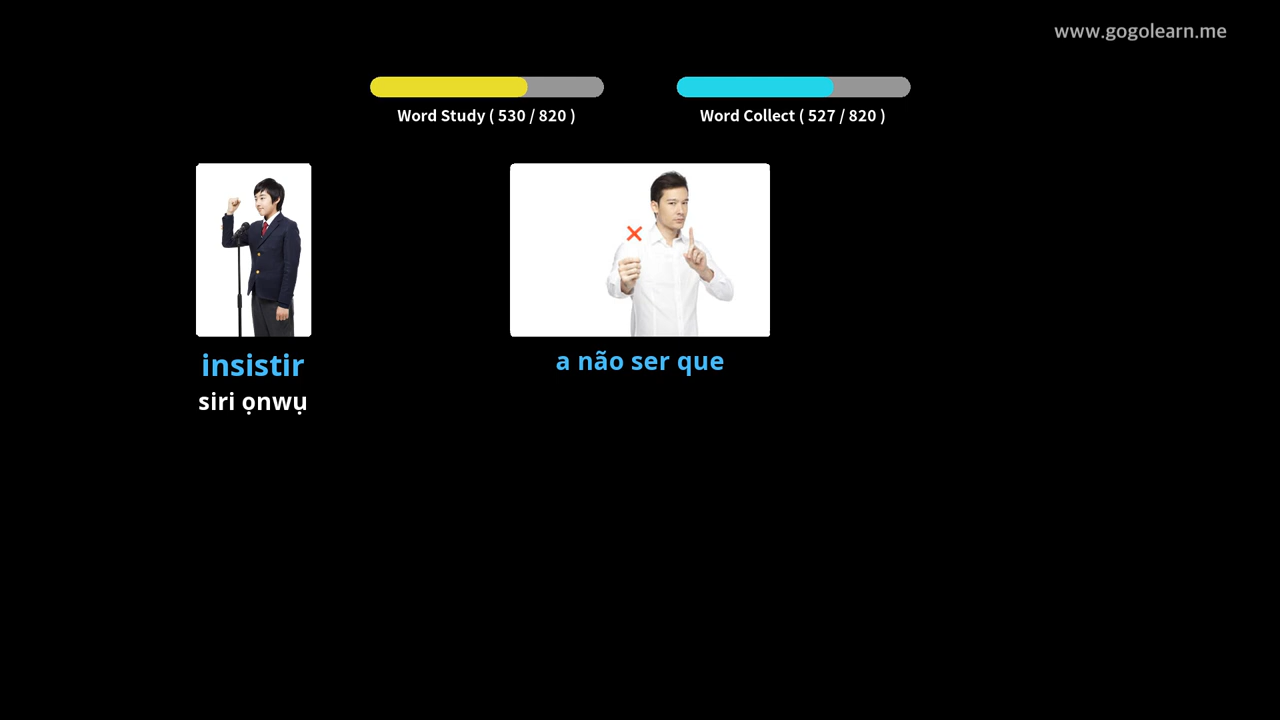 www.gogolearn.me
Word Study ( 530 / 820 )
Word Collect ( 527 / 820 )
insistir
siri ọnwụ
a não ser que